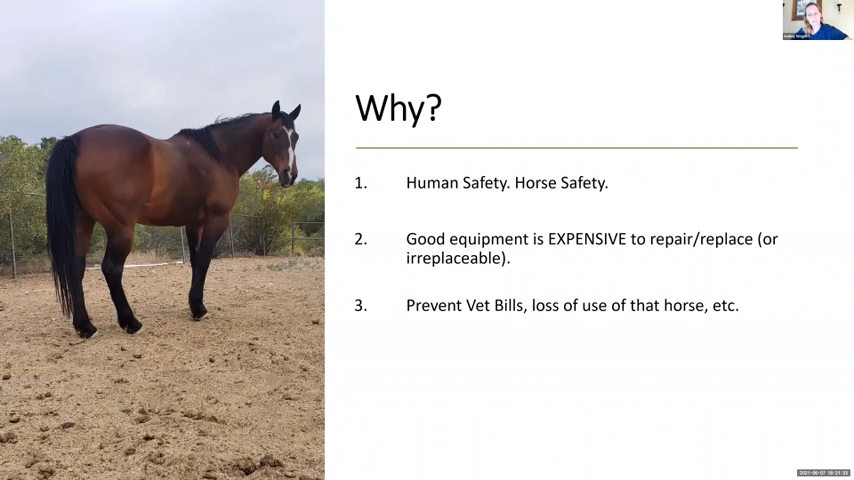 Why?
1. Human Safety. Horse Safety.
2. Good equipment is EXPENSIVE to repair/replace (or
irreplaceable).
3. Prevent Vet Bills, loss of use of that horse, etc.